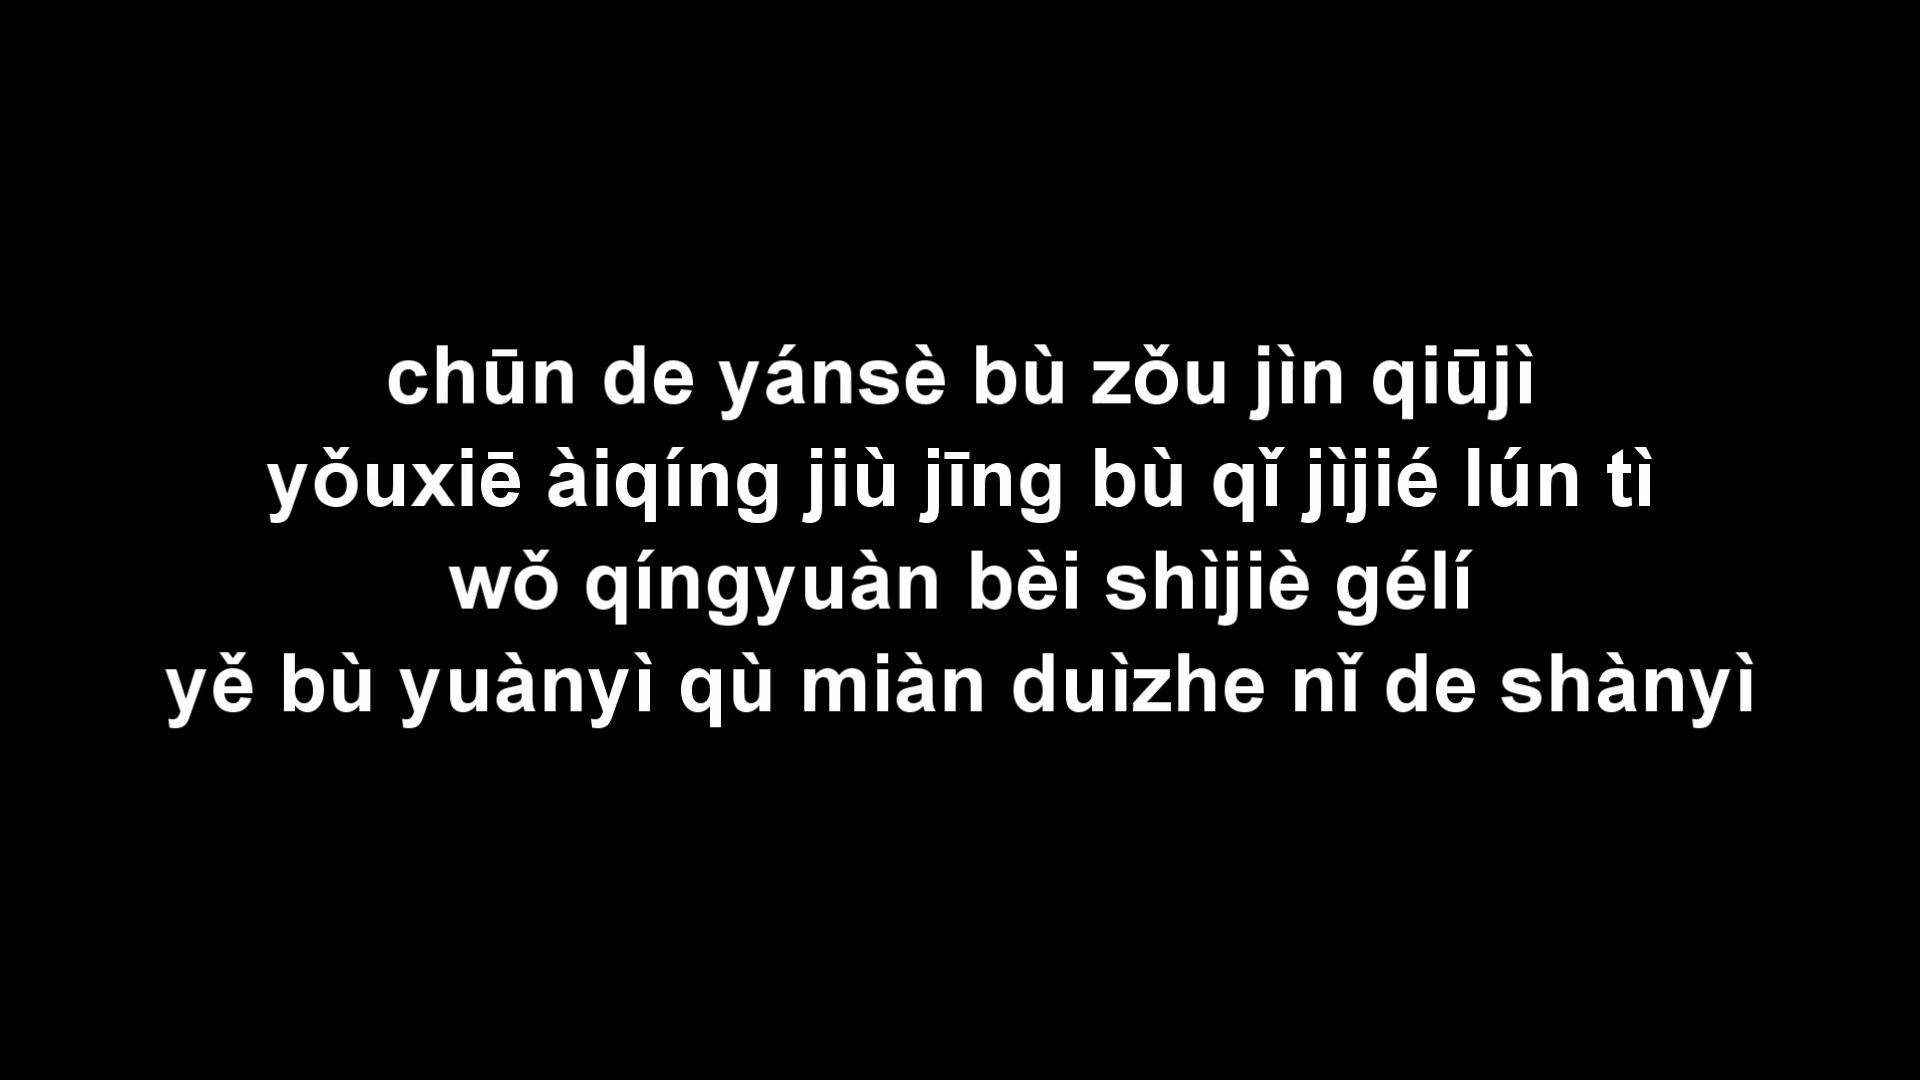 chūn de yánsè bù zǒu jìn qiūjì
yǒuxiē àiqíng jiù jīng bù qǐ jìjié lún tì
wǒ qíngyuàn bèi shìjiè gélí
yě bù yuànyì qù miàn duìzhe nǐ de shànyì